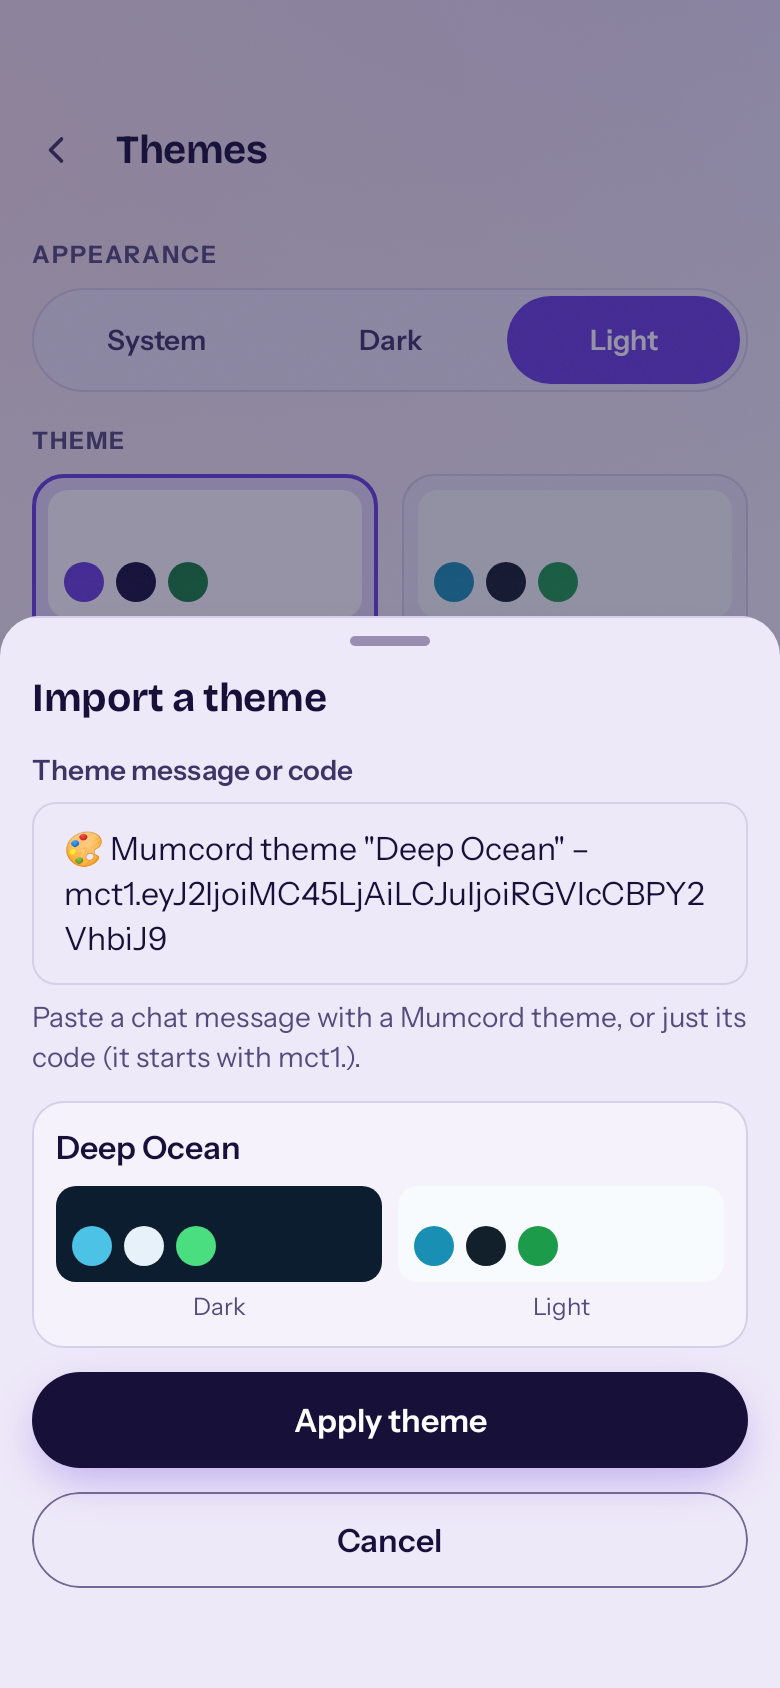 Themes
APPEARANCE
System Dark Light
THEME
Import a theme
Theme message or code
🎨 Mumcord theme "Deep Ocean" –
mct1.eyJ2IjoiMC45LjAiLCJuIjoiRGVlcCBPY2
VhbiJ9
Paste a chat message with a Mumcord theme, or just its
code (it starts with mct1.).
Deep Ocean
Dark Light
Apply theme
Cancel